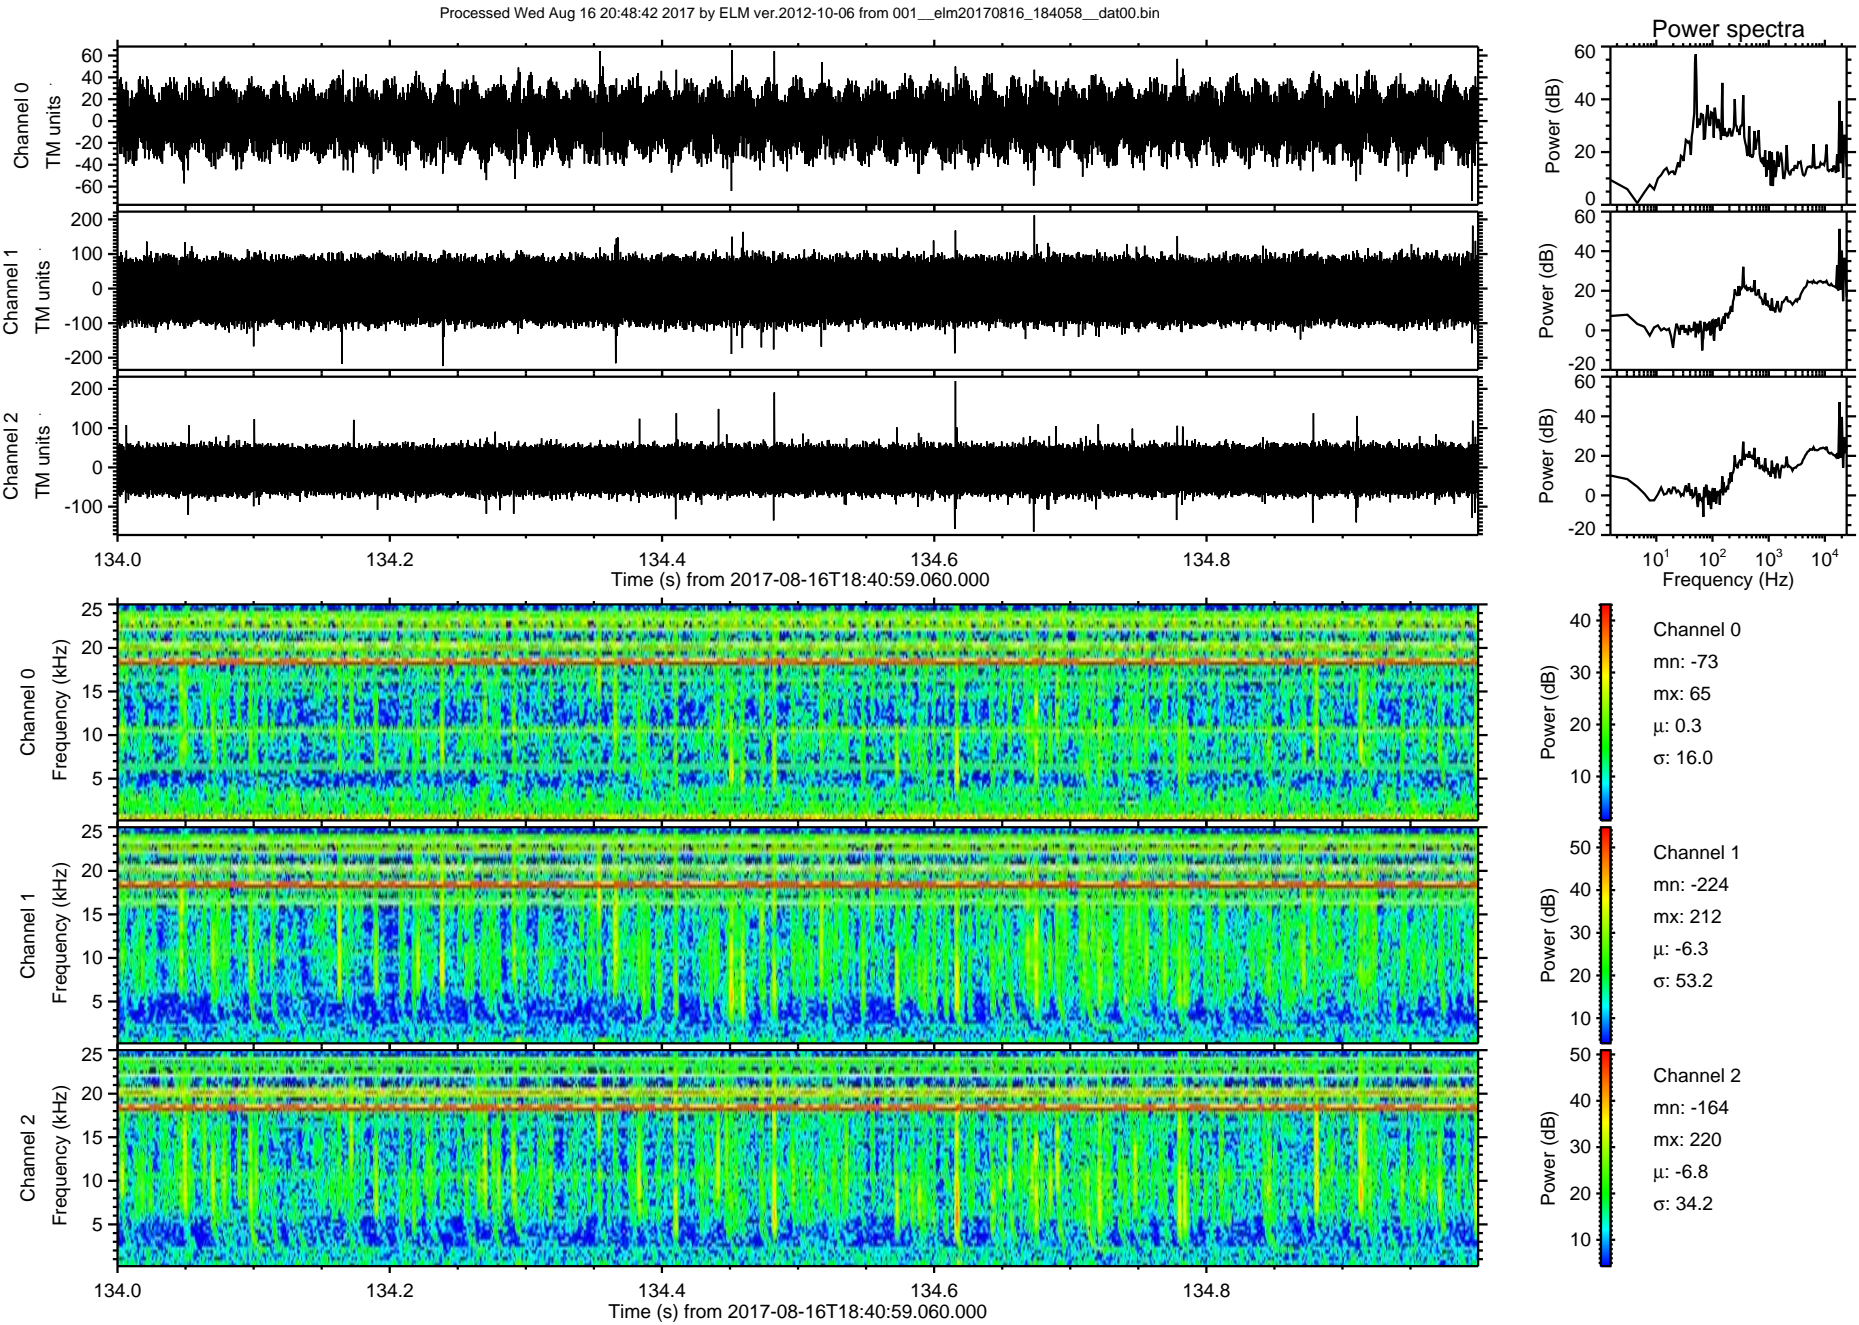 Processed Wed Aug 16 20:48:42 2017 by ELM ver.2012-10-06 from 001__elm20170816_184058__dat00.bin
Power spectra
Channel 0
TM units
60
40
20
0
-20
-40
-60
Power (dB)
60
40
20
0
Channel 1
TM units
200
100
0
-100
-200
Power (dB)
60
40
20
0
-20
Channel 2
TM units
200
100
0
-100
Power (dB)
60
40
20
0
-20
134.0 134.2 134.4 134.6 134.8
Time (s) from 2017-08-16T18:40:59.060.000
10^1 10^2 10^3 10^4
Frequency (Hz)
Channel 0
Frequency (kHz)
25
20
15
10
5
Power (dB)
40
30
20
10
Channel 0
mn: -73
mx: 65
µ: 0.3
σ: 16.0
Channel 1
Frequency (kHz)
25
20
15
10
5
Power (dB)
50
40
30
20
10
Channel 1
mn: -224
mx: 212
µ: -6.3
σ: 53.2
Channel 2
Frequency (kHz)
25
20
15
10
5
Power (dB)
50
40
30
20
10
Channel 2
mn: -164
mx: 220
µ: -6.8
σ: 34.2
134.0 134.2 134.4 134.6 134.8
Time (s) from 2017-08-16T18:40:59.060.000